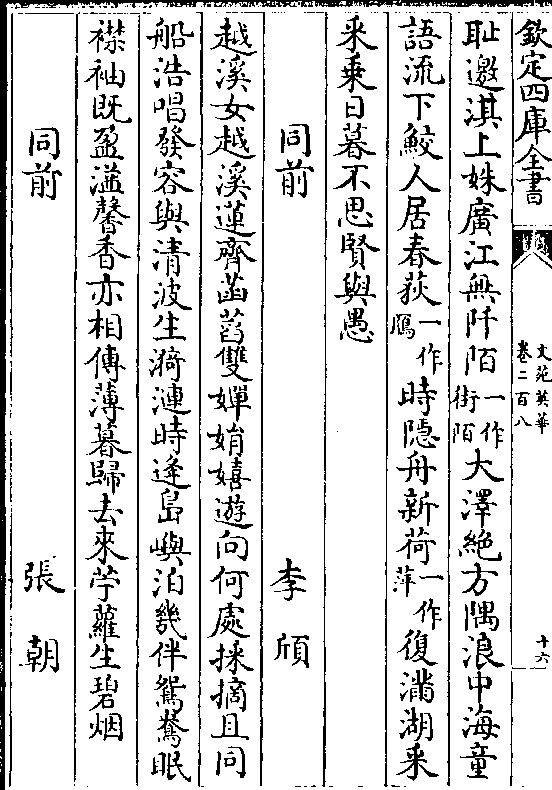 欽定四庫全書
文苑英華
卷二百八
十六
恥邀淇上姝廣江無阡陌一作街陌大澤絶方隅浪中海童
語流下鮫人居春荻一作鴈時隱舟新荷一作萍復滿湖乎
乎乗日暮不思賢與愚
同前 李頎
越溪女越溪蓮齊菡萏雙嬋娟嬉遊向何處採摘且同
船浩唱發容與清波生漪漣時逢島嶼泊幾伴鴛鴦眠
襟袖既盈溢馨香亦相傳薄暮歸去來苧蘿生碧烟
同前 張朝